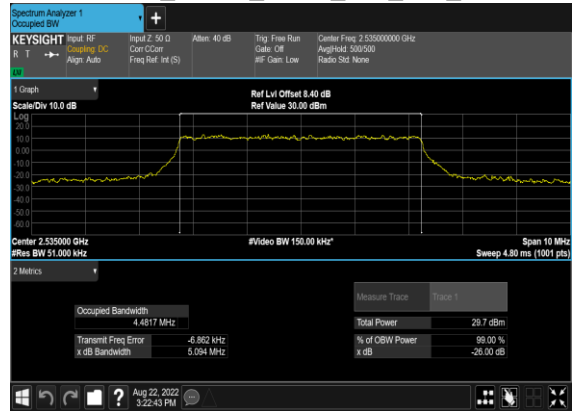 Spectrum Analyzer 1
Occupied BW
+
KEYSIGHT Input: RF Input Z: 50 Ω Atten: 40 dB Trig: Free Run Center Freq: 2.535000000 GHz
R T Coupling: DC Corr CCorr Gate: Off Avg|Hold: 500/500
Align: Auto Freq Ref: Int (S) #IF Gain: Low Radio Std: None
1 Graph
Ref Lvl Offset 8.40 dB
Scale/Div 10.0 dB Ref Value 30.00 dBm
Log
20.0
10.0
0.00
-10.0
-20.0
-30.0
-40.0
-50.0
-60.0
Center 2.535000 GHz #Video BW 150.00 kHz* Span 10 MHz
#Res BW 51.000 kHz Sweep 4.80 ms (1001 pts)
2 Metrics
Measure Trace Trace 1
Occupied Bandwidth
4.4817 MHz Total Power 29.7 dBm
Transmit Freq Error -6.862 kHz % of OBW Power 99.00 %
x dB Bandwidth 5.094 MHz x dB -26.00 dB
? Aug 22, 2022
3:22:43 PM